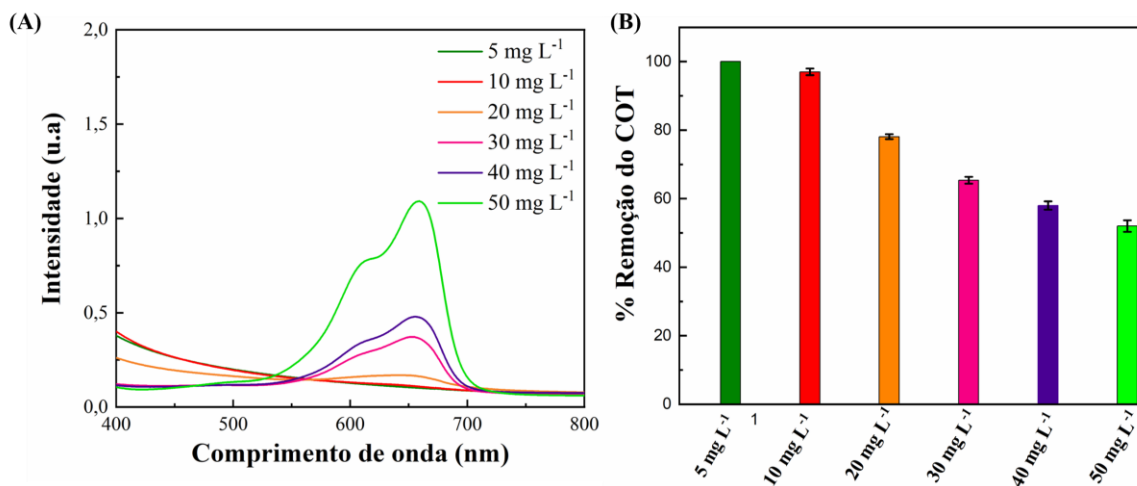 (A)
Intensidade (u.a)
2,0
1,5
1,0
0,5
0,0
5 mg L⁻¹
10 mg L⁻¹
20 mg L⁻¹
30 mg L⁻¹
40 mg L⁻¹
50 mg L⁻¹
400 500 600 700 800
Comprimento de onda (nm)
(B)
% Remoção do COT
100
80
60
40
20
0
5 mg L⁻¹
1
10 mg L⁻¹
20 mg L⁻¹
30 mg L⁻¹
40 mg L⁻¹
50 mg L⁻¹